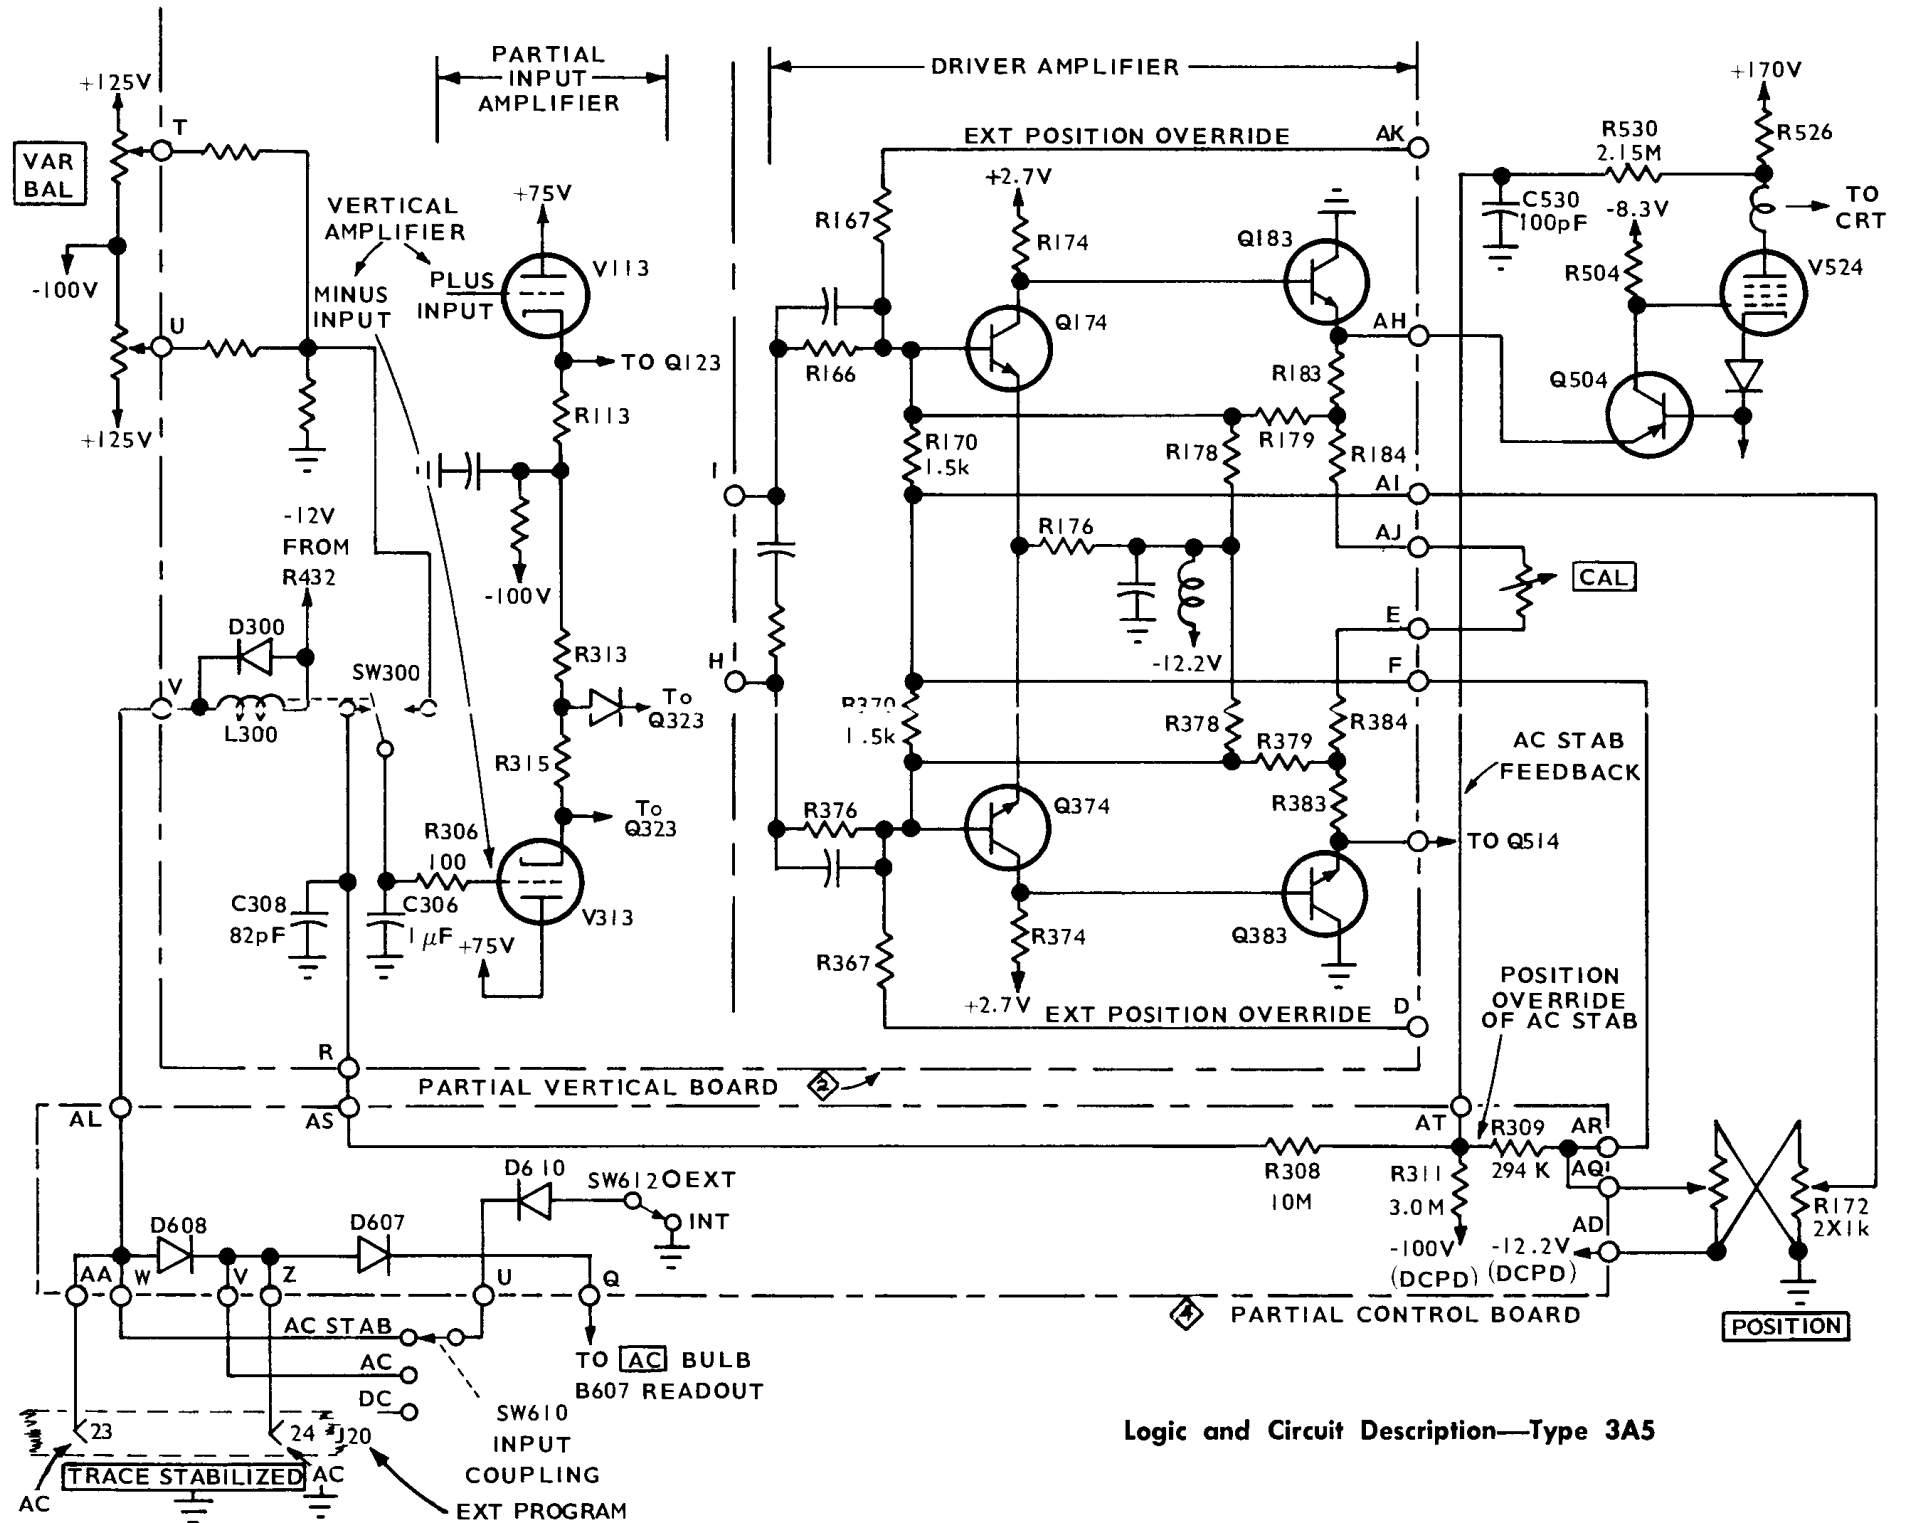 PARTIAL
INPUT
AMPLIFIER
DRIVER AMPLIFIER
+125V
T
VAR
BAL
-100V
U
+125V
VERTICAL
AMPLIFIER
MINUS
INPUT
PLUS
INPUT
+75V
V113
TO Q123
R113
-100V
-12V
FROM
R432
D300
V
L300
SW300
R313
To
Q323
R315
To
Q323
R306
100
C308
82pF
C306
1 μF
+75V
V313
R
PARTIAL VERTICAL BOARD
2
I
H
EXT POSITION OVERRIDE
AK
+2.7V
R167
R174
Q183
R166
Q174
AH
R183
R170
1.5k
R178
R179
R184
AI
R176
AJ
CAL
-12.2V
E
F
R370
1.5k
R378
R384
R379
R376
Q374
R383
TO Q514
R367
R374
Q383
+2.7V
EXT POSITION OVERRIDE
D
+170V
R530
2.15M
R526
C530
100pF
-8.3V
TO
CRT
R504
V524
Q504
AC STAB
FEEDBACK
POSITION
OVERRIDE
OF AC STAB
AL
AS
AT
R309
294 K
AR
AQ
R308
10M
R311
3.0M
-100V
(DCPD)
-12.2V
(DCPD)
AD
R172
2X1k
POSITION
D610
SW612
EXT
INT
D608
D607
AA
W
V
Z
U
Q
4
PARTIAL CONTROL BOARD
AC STAB
AC
DC
TO AC BULB
B607 READOUT
SW610
INPUT
COUPLING
23
24
J20
TRACE STABILIZED
AC
AC
EXT PROGRAM
Logic and Circuit Description—Type 3A5